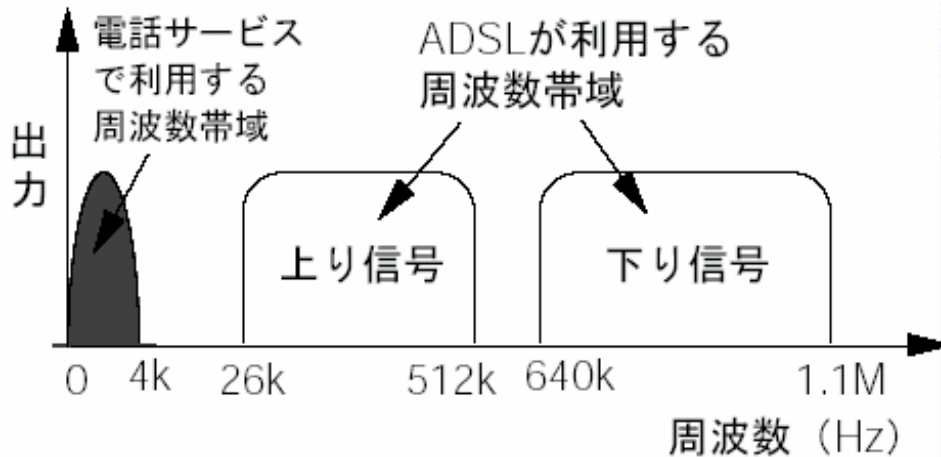 電話サービス
で利用する
周波数帯域
ADSLが利用する
周波数帯域
出力
上り信号
下り信号
0
4k
26k
512k
640k
1.1M
周波数（Hz）